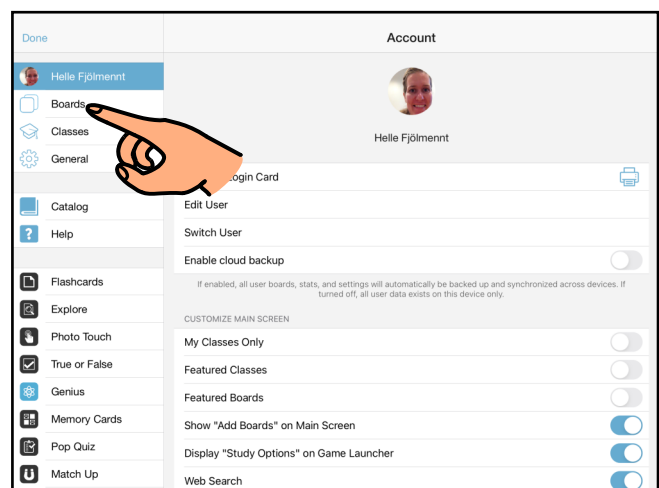 Done
Account
Helle Fjölmennt
Boards
Classes
General
Catalog
Help
Flashcards
Explore
Photo Touch
True or False
Genius
Memory Cards
Pop Quiz
Match Up
Helle Fjölmennt
Login Card
Edit User
Switch User
Enable cloud backup
If enabled, all user boards, stats, and settings will automatically be backed up and synchronized across devices. If
turned off, all user data exists on this device only.
CUSTOMIZE MAIN SCREEN
My Classes Only
Featured Classes
Featured Boards
Show "Add Boards" on Main Screen
Display "Study Options" on Game Launcher
Web Search